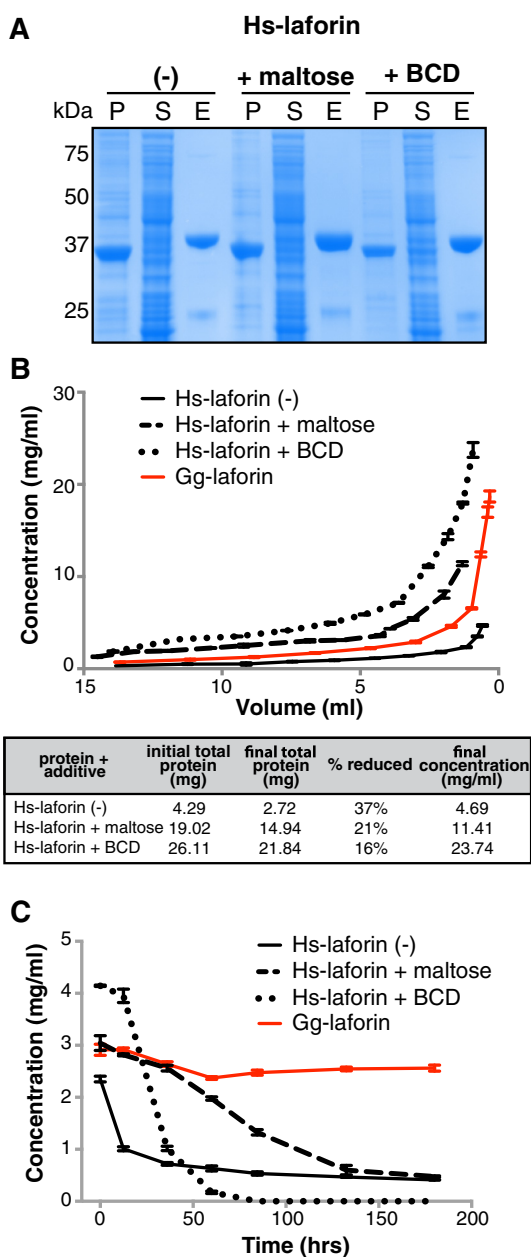 A
Hs-laforin
(-) + maltose + BCD
kDa P S E P S E P S E
75
50
37
25
B
30
20
10
0
15 10 5 0
Concentration (mg/ml)
Volume (ml)
Hs-laforin (-)
Hs-laforin + maltose
Hs-laforin + BCD
Gg-laforin
protein + additive initial total protein (mg) final total protein (mg) % reduced final concentration (mg/ml)
Hs-laforin (-) 4.29 2.72 37% 4.69
Hs-laforin + maltose 19.02 14.94 21% 11.41
Hs-laforin + BCD 26.11 21.84 16% 23.74
C
5
4
3
2
1
0
0 50 100 150 200
Concentration (mg/ml)
Time (hrs)
Hs-laforin (-)
Hs-laforin + maltose
Hs-laforin + BCD
Gg-laforin